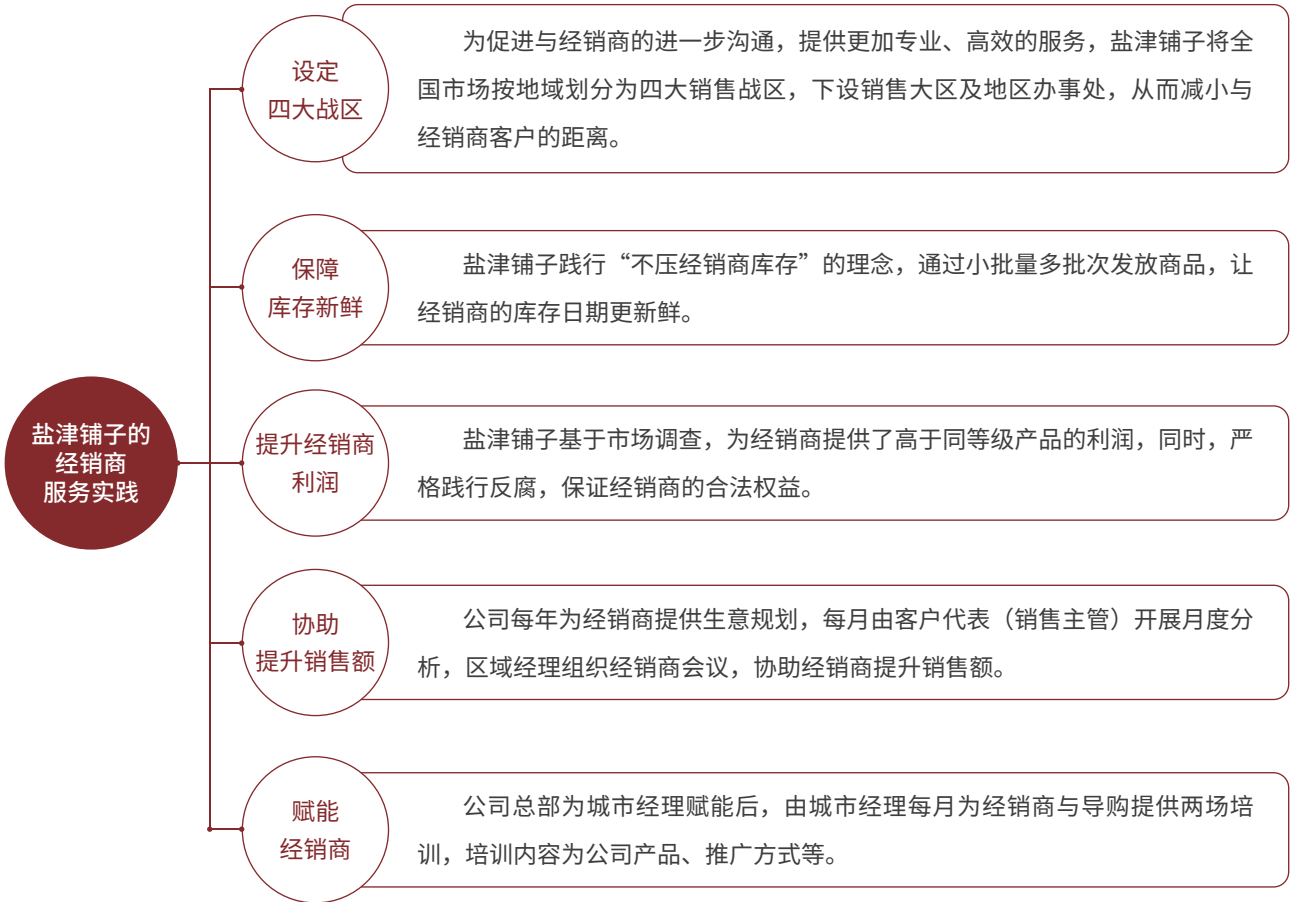 设定
四大战区
为促进与经销商的进一步沟通，提供更加专业、高效的服务，盐津铺子将全
国市场按地域划分为四大销售战区，下设销售大区及地区办事处，从而减小与
经销商客户的距离。
保障
库存新鲜
盐津铺子践行“不压经销商库存”的理念，通过小批量多批次发放商品，让
经销商的库存日期更新鲜。
盐津铺子的
经销商
服务实践
提升经销商
利润
盐津铺子基于市场调查，为经销商提供了高于同等级产品的利润，同时，严
格践行反腐，保证经销商的合法权益。
协助
提升销售额
公司每年为经销商提供生意规划，每月由客户代表（销售主管）开展月度分
析，区域经理组织经销商会议，协助经销商提升销售额。
赋能
经销商
公司总部为城市经理赋能后，由城市经理每月为经销商与导购提供两场培
训，培训内容为公司产品、推广方式等。